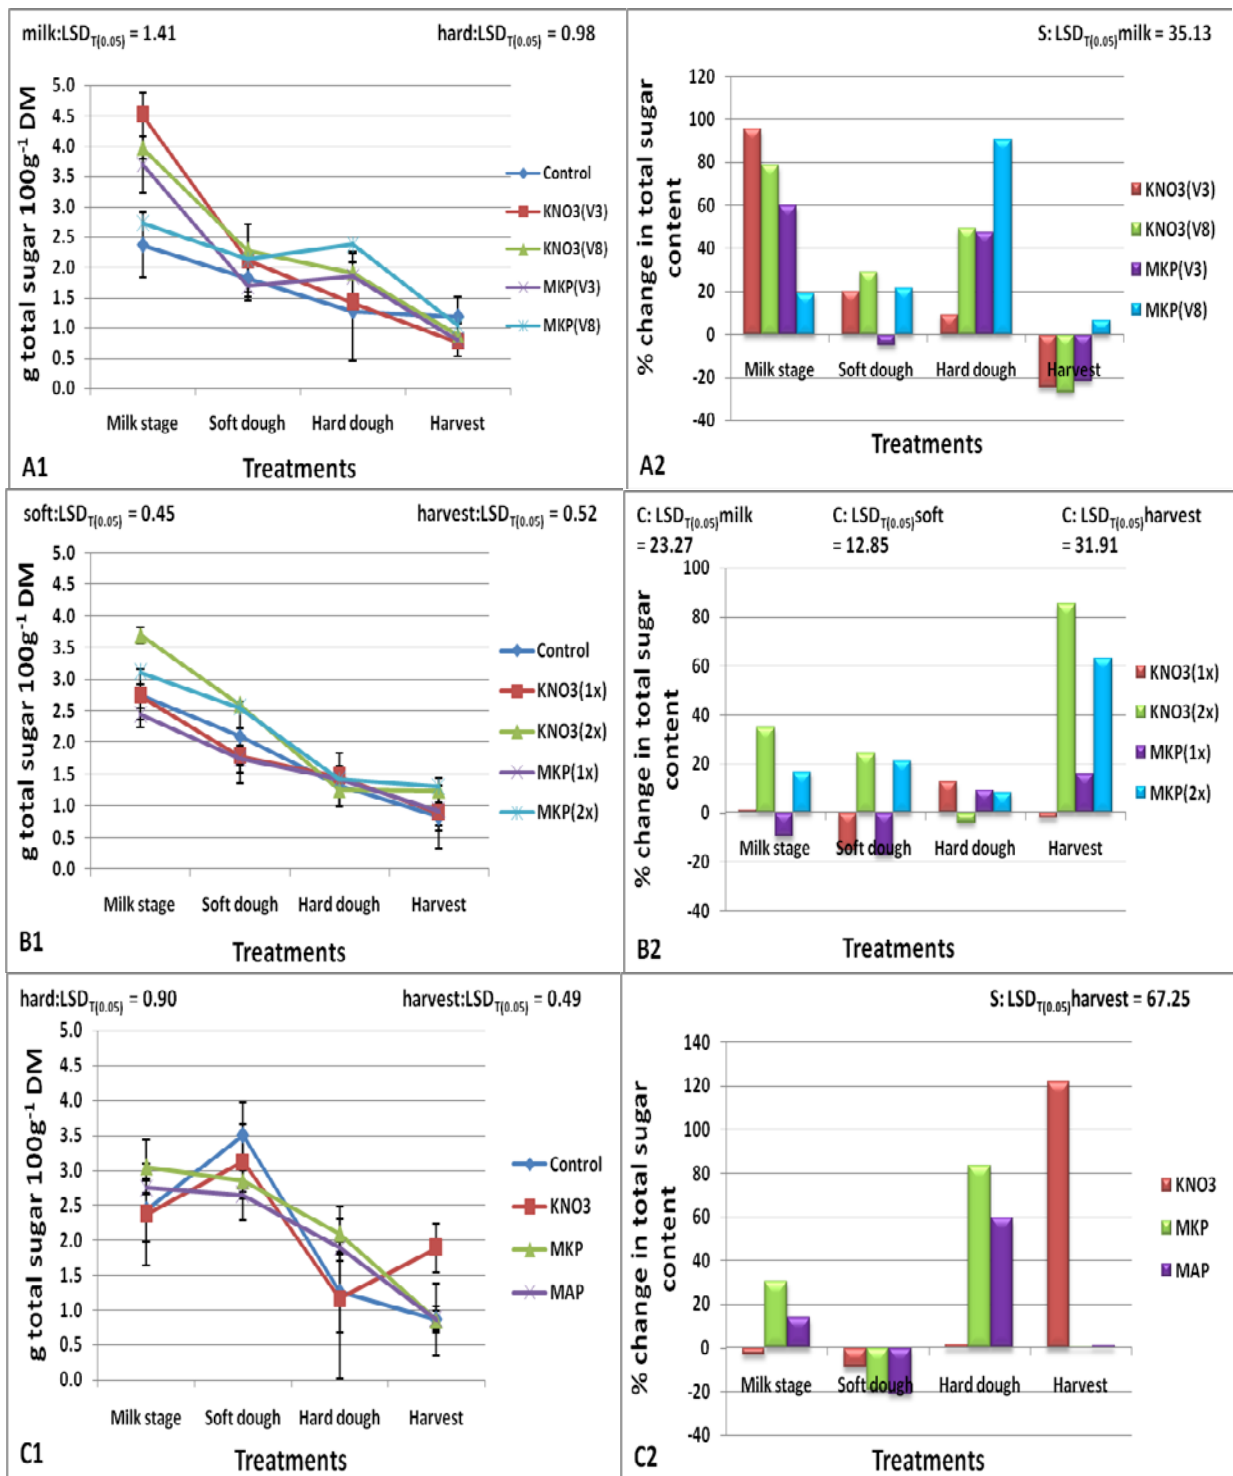 milk:LSD_T(0.05) = 1.41
hard:LSD_T(0.05) = 0.98
g total sugar 100g⁻¹ DM
5.0
4.5
4.0
3.5
3.0
2.5
2.0
1.5
1.0
0.5
0.0
Milk stage Soft dough Hard dough Harvest
Treatments
Control
KNO3(V3)
KNO3(V8)
MKP(V3)
MKP(V8)
A1
S: LSD_T(0.05)milk = 35.13
% change in total sugar
content
120
100
80
60
40
20
0
-20
-40
Milk stage Soft dough Hard dough Harvest
Treatments
KNO3(V3)
KNO3(V8)
MKP(V3)
MKP(V8)
A2
soft:LSD_T(0.05) = 0.45
harvest:LSD_T(0.05) = 0.52
g total sugar 100g⁻¹ DM
5.0
4.5
4.0
3.5
3.0
2.5
2.0
1.5
1.0
0.5
0.0
Milk stage Soft dough Hard dough Harvest
Treatments
Control
KNO3(1x)
KNO3(2x)
MKP(1x)
MKP(2x)
B1
C: LSD_T(0.05)milk
= 23.27
C: LSD_T(0.05)soft
= 12.85
C: LSD_T(0.05)harvest
= 31.91
% change in total sugar
content
100
80
60
40
20
0
-20
-40
Milk stage Soft dough Hard dough Harvest
Treatments
KNO3(1x)
KNO3(2x)
MKP(1x)
MKP(2x)
B2
hard:LSD_T(0.05) = 0.90
harvest:LSD_T(0.05) = 0.49
g total sugar 100g⁻¹ DM
5.0
4.5
4.0
3.5
3.0
2.5
2.0
1.5
1.0
0.5
0.0
Milk stage Soft dough Hard dough Harvest
Treatments
Control
KNO3
MKP
MAP
C1
S: LSD_T(0.05)harvest = 67.25
% change in total sugar
content
140
120
100
80
60
40
20
0
-20
-40
Milk stage Soft dough Hard dough Harvest
Treatments
KNO3
MKP
MAP
C2